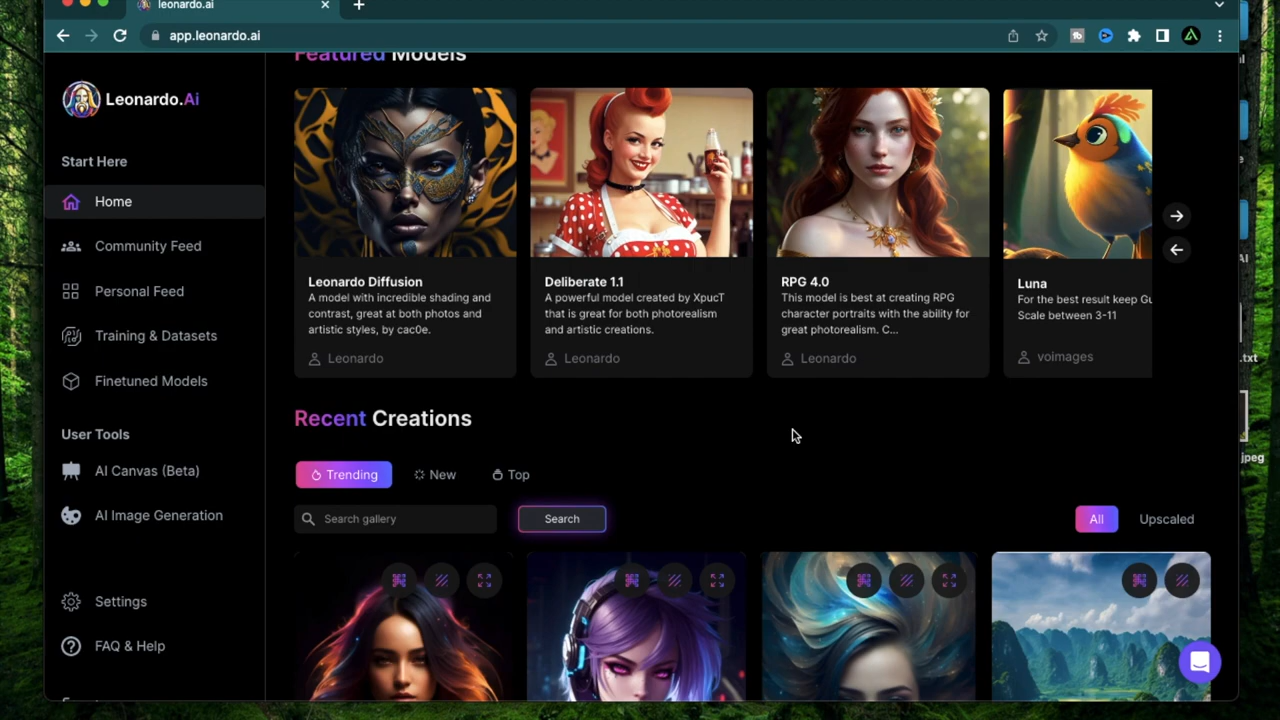 leonardo.ai
app.leonardo.ai
Featured Models
Leonardo.Ai
Start Here
Home
Community Feed
Personal Feed
Training & Datasets
Finetuned Models
User Tools
AI Canvas (Beta)
AI Image Generation
Settings
FAQ & Help
Leonardo Diffusion
A model with incredible shading and
contrast, great at both photos and
artistic styles, by cac0e.
Leonardo
Deliberate 1.1
A powerful model created by XpucT
that is great for both photorealism
and artistic creations.
Leonardo
RPG 4.0
This model is best at creating RPG
character portraits with the ability for
great photorealism. C...
Leonardo
Luna
For the best result keep Gu
Scale between 3-11
voimages
Recent Creations
Trending
New
Top
Search gallery
Search
All
Upscaled
AI
.txt
.jpeg